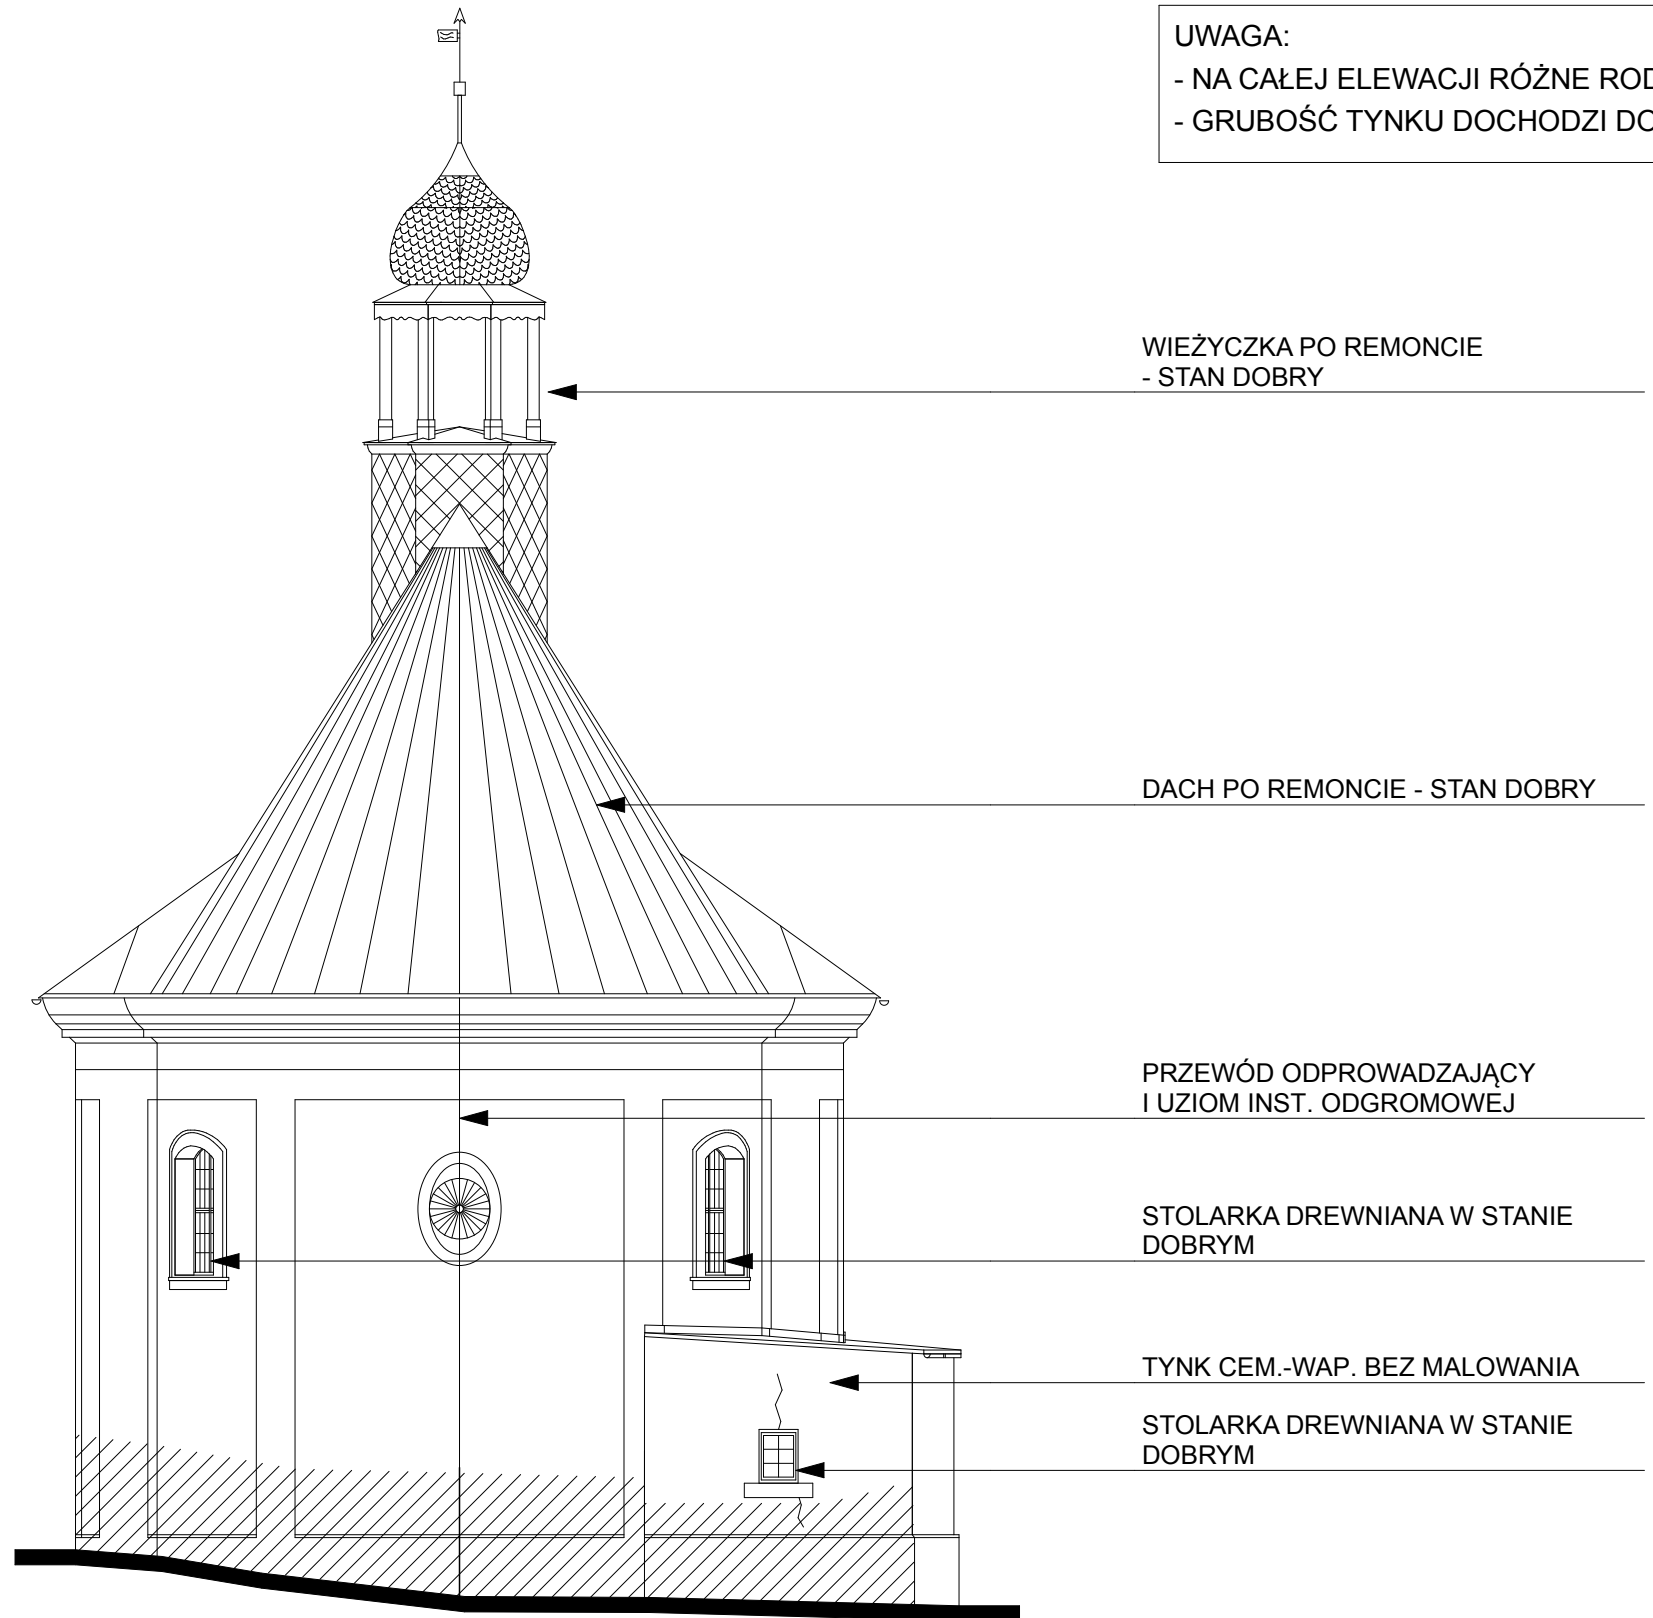 UWAGA:
- NA CAŁEJ ELEWACJI RÓŻNE
- GRUBOŚĆ TYNKU DOCHODZI DO
WIEŻYCZKA PO REMONCIE
- STAN DOBRY
DACH PO REMONCIE - STAN DOBRY
PRZEWÓD ODPROWADZAJĄCY
I UZIOM INST. ODGROMOWEJ
STOLARKA DREWNIANA W STANIE
DOBRYM
TYNK CEM.-WAP. BEZ MALOWANIA
STOLARKA DREWNIANA W STANIE
DOBRYM